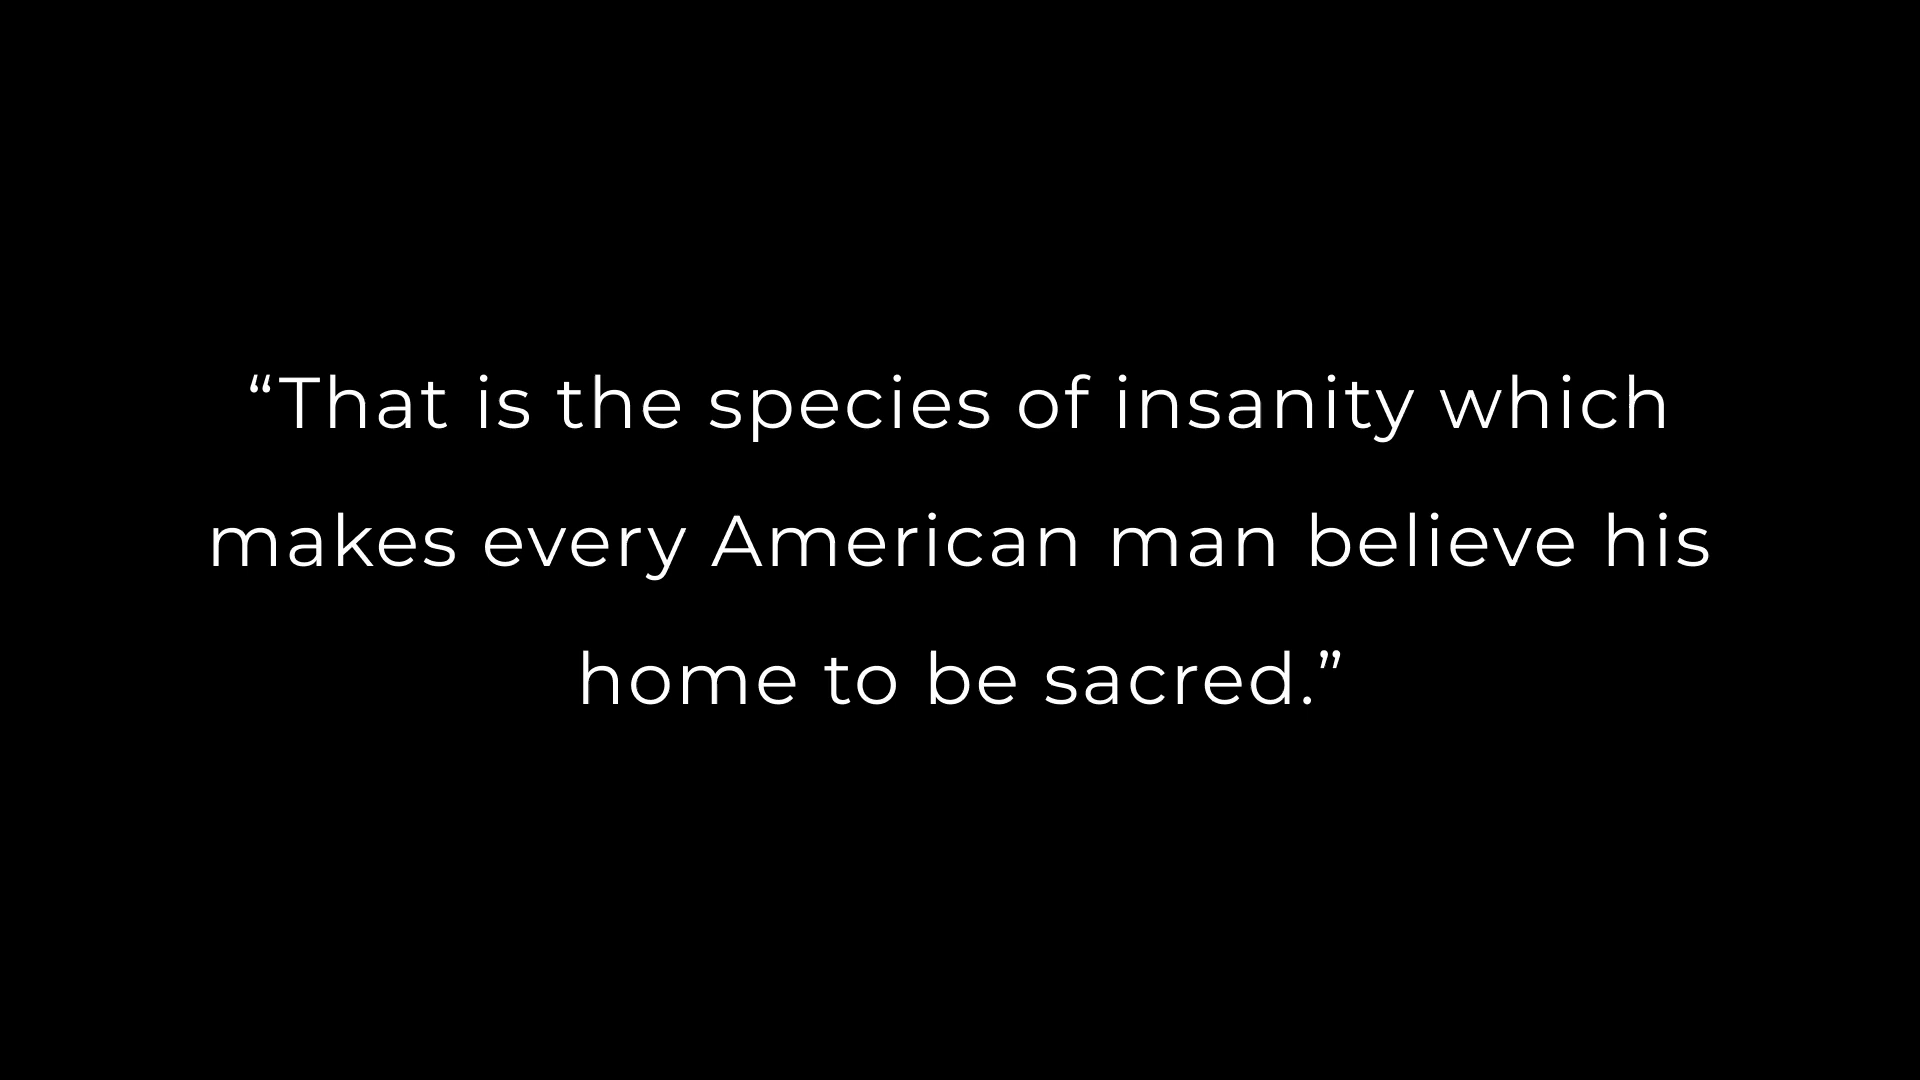 “That is the species of insanity which
makes every American man believe his
home to be sacred.”